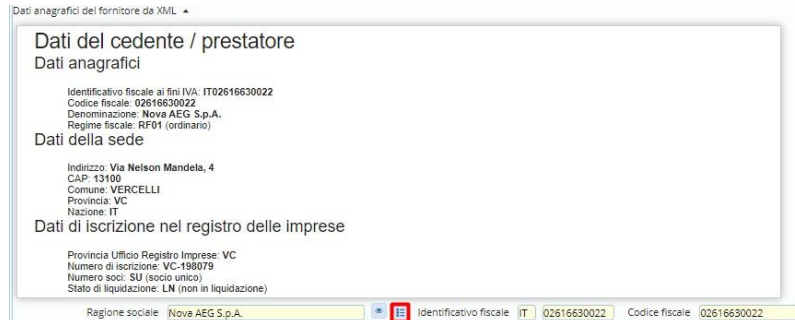 Dati anagrafici del fornitore da XML
Dati del cedente / prestatore
Dati anagrafici
Identificativo fiscale ai fini IVA: IT02616630022
Codice fiscale: 02616630022
Denominazione: Nova AEG S.p.A.
Regime fiscale: RF01 (ordinario)
Dati della sede
Indirizzo: Via Nelson Mandela, 4
CAP: 13100
Comune: VERCELLI
Provincia: VC
Nazione: IT
Dati di iscrizione nel registro delle imprese
Provincia Ufficio Registro Imprese: VC
Numero di iscrizione: VC-198079
Numero soci: SU (socio unico)
Stato di liquidazione: LN (non in liquidazione)
Ragione sociale Nova AEG S.p.A. Identificativo fiscale IT 02616630022 Codice fiscale 02616630022